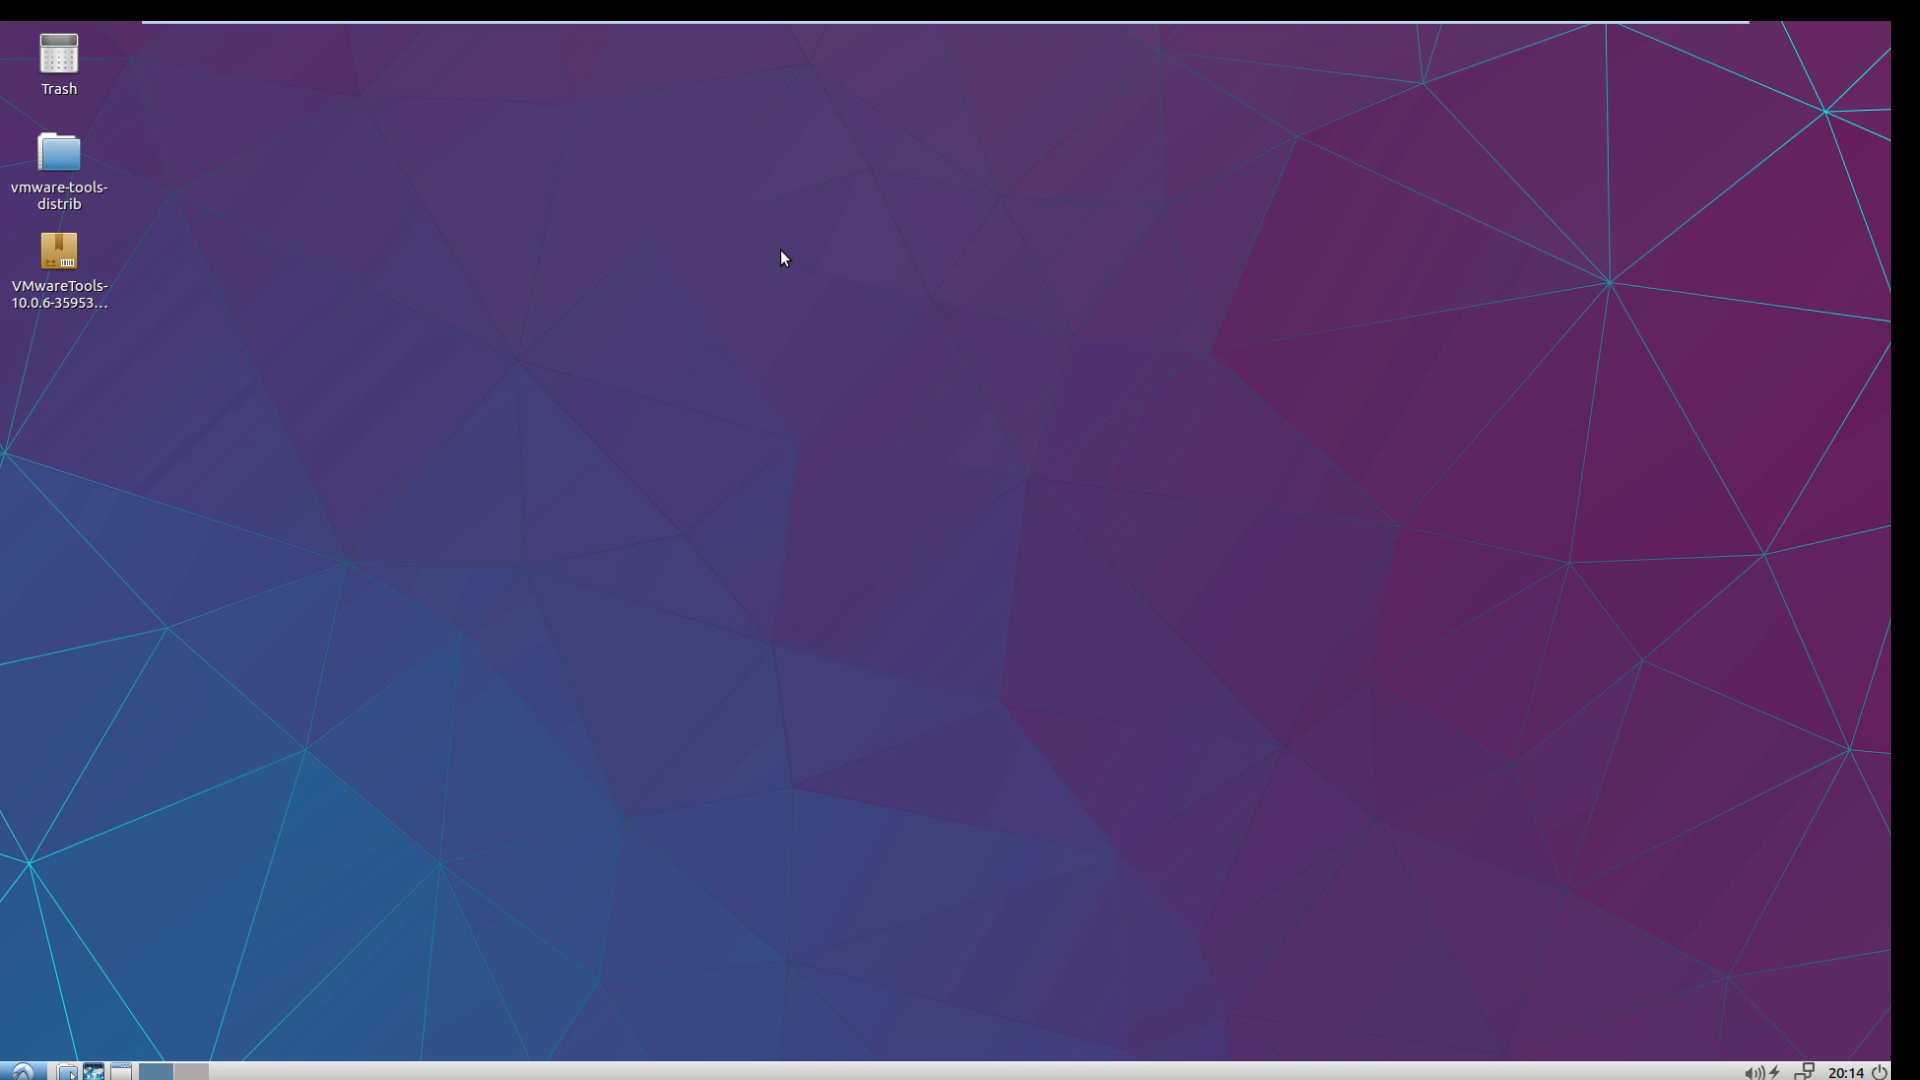 Trash
vmware-tools-
distrib
VMwareTools-
10.0.6-35953...
20:14